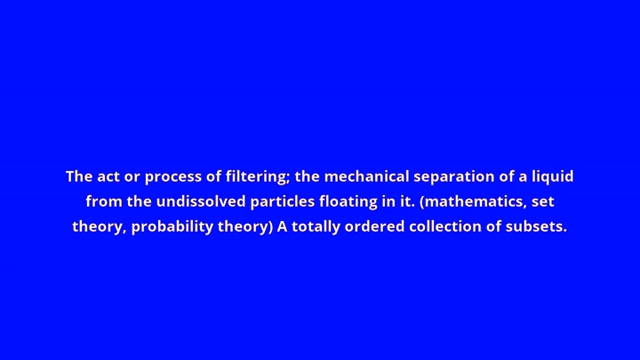 The act or process of filtering; the mechanical separation of a liquid
from the undissolved particles floating in it. (mathematics, set
theory, probability theory) A totally ordered collection of subsets.